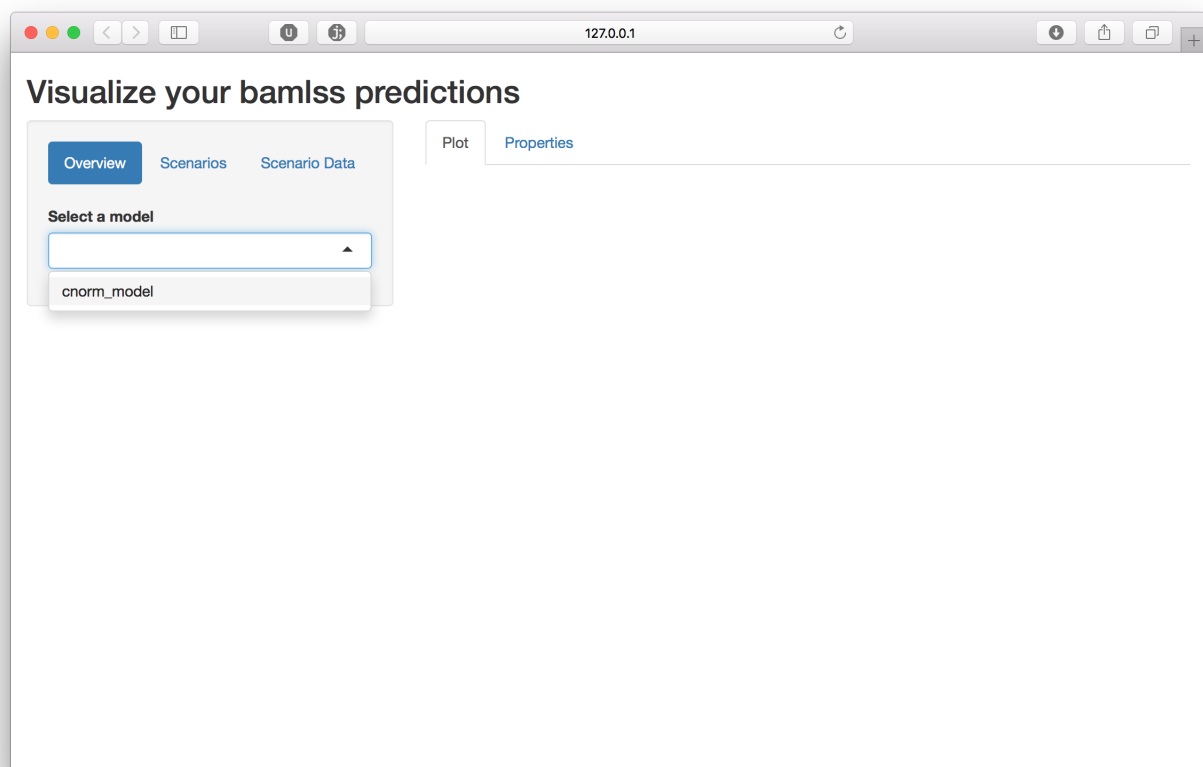 127.0.0.1
Visualize your bamlss predictions
Overview Scenarios Scenario Data
Plot Properties
Select a model
cnorm_model